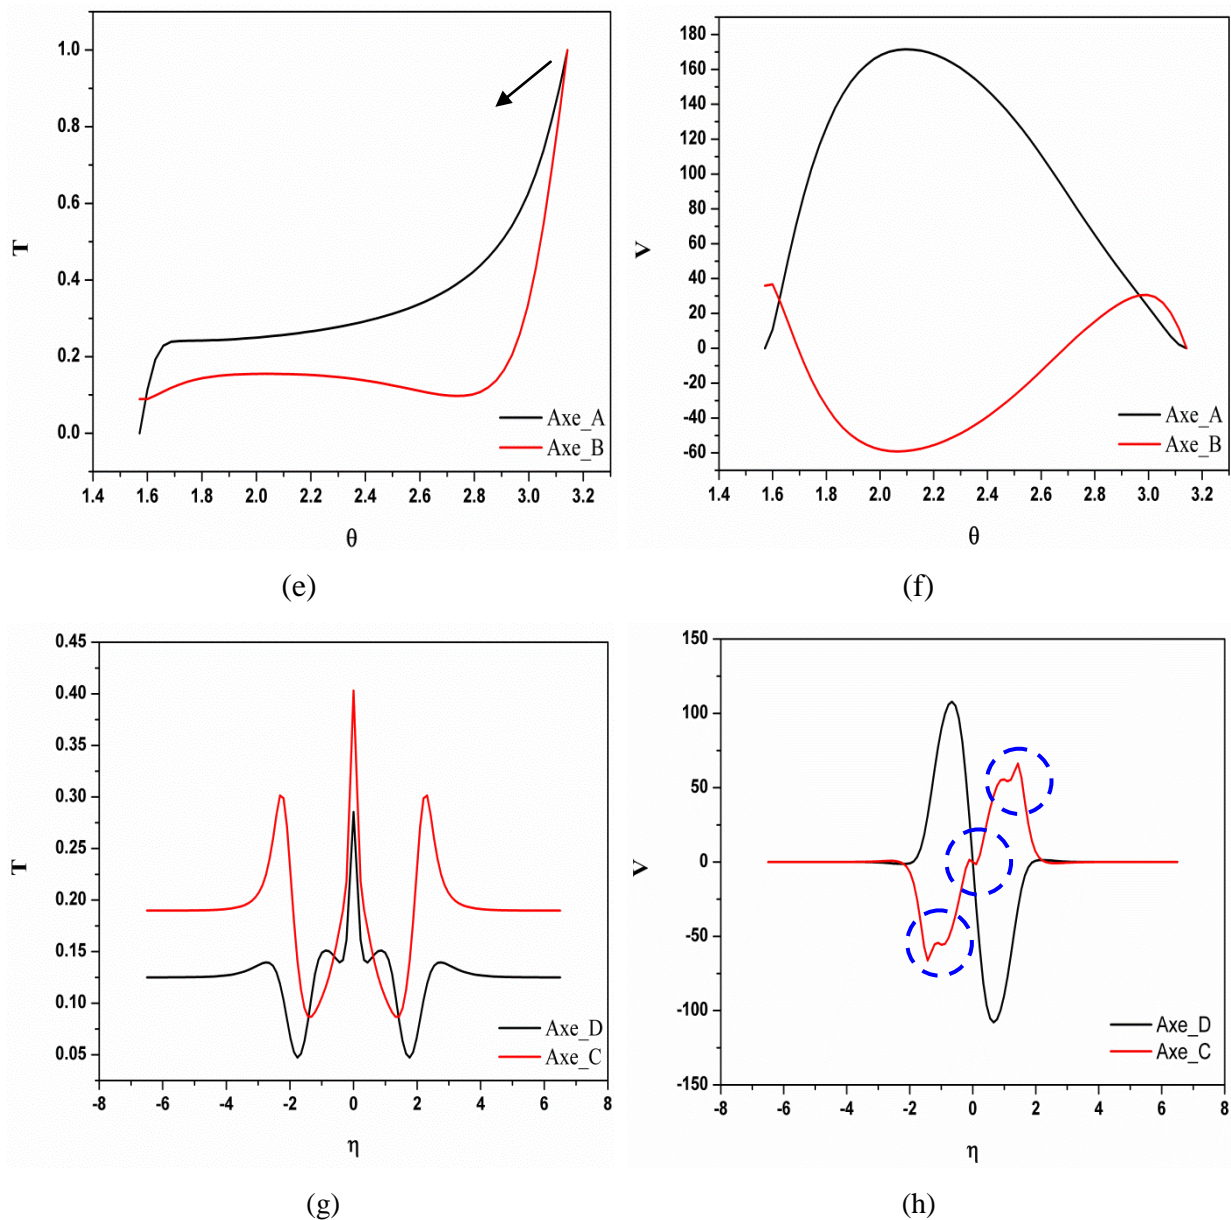 1.0
0.8
0.6
0.4
0.2
0.0
T
1.4 1.6 1.8 2.0 2.2 2.4 2.6 2.8 3.0 3.2
θ
Axe_A
Axe_B
(e)
180
160
140
120
100
80
60
40
20
0
-20
-40
-60
V
1.4 1.6 1.8 2.0 2.2 2.4 2.6 2.8 3.0 3.2
θ
Axe_A
Axe_B
(f)
0.45
0.40
0.35
0.30
0.25
0.20
0.15
0.10
0.05
T
-8 -6 -4 -2 0 2 4 6 8
η
Axe_D
Axe_C
(g)
150
100
50
0
-50
-100
-150
V
-8 -6 -4 -2 0 2 4 6 8
η
Axe_D
Axe_C
(h)